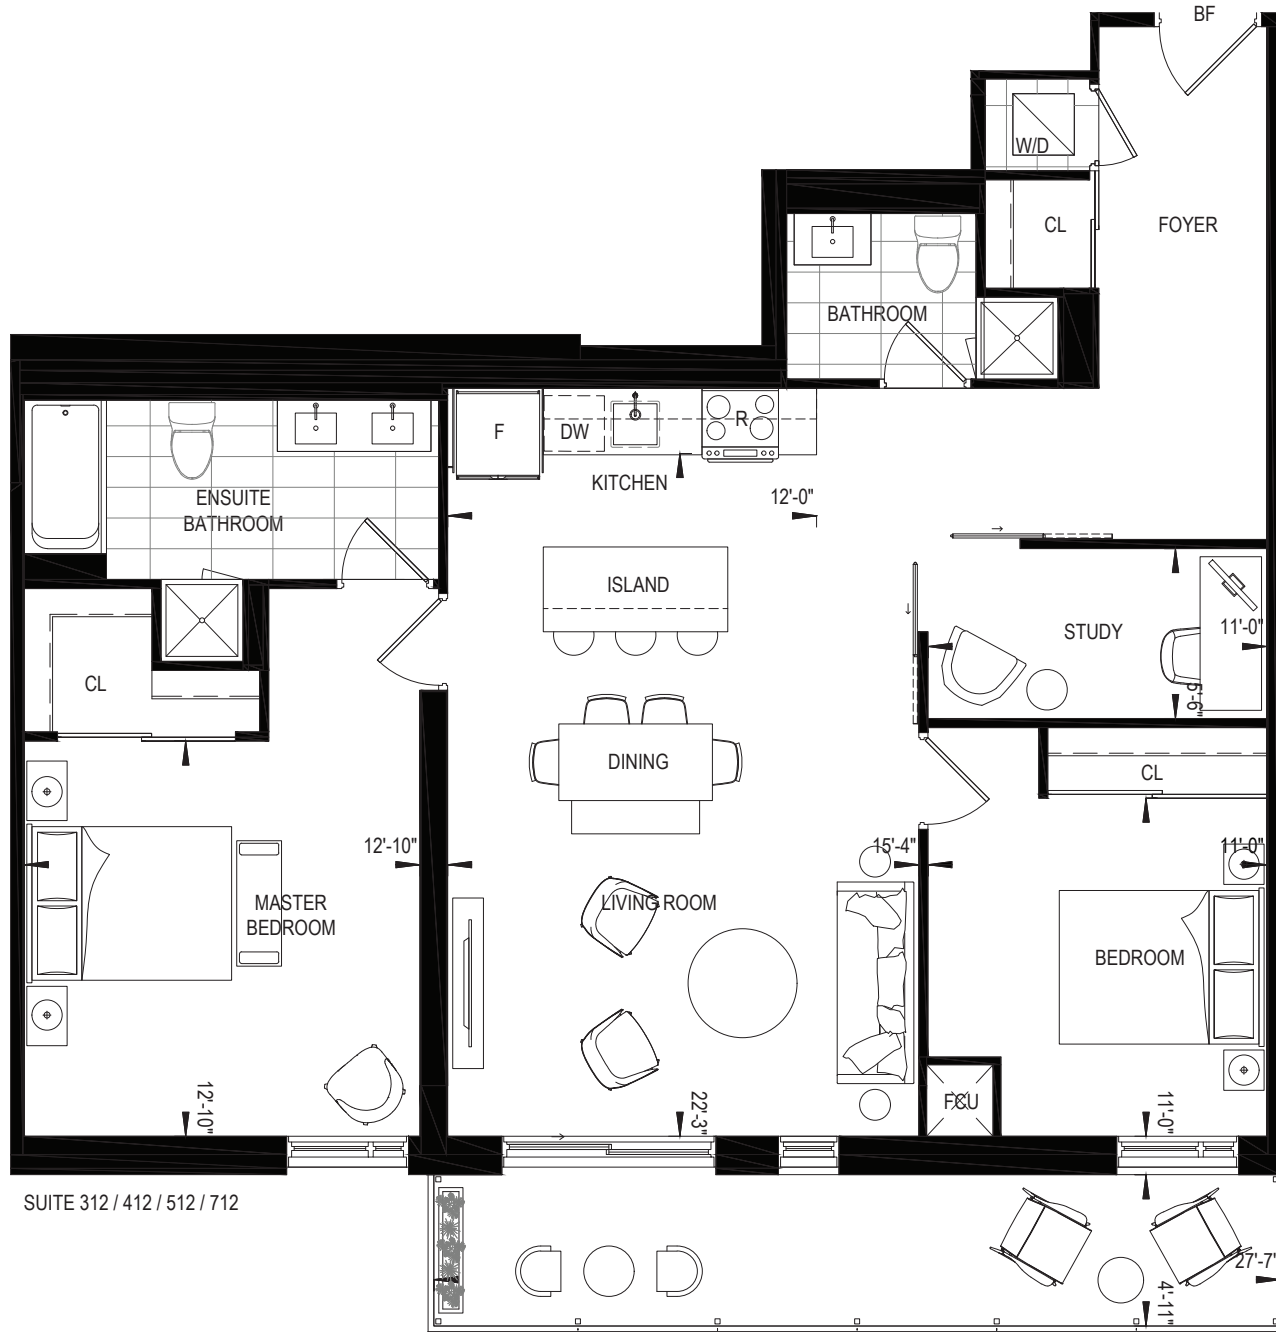 BF
W/D
CL
FOYER
BATHROOM
F
DW
R
KITCHEN
12'-0"
ENSUITE
BATHROOM
ISLAND
STUDY
11'-0"
5'-6"
CL
DINING
CL
12'-10"
15'-4"
11'-0"
MASTER
BEDROOM
LIVING ROOM
BEDROOM
12'-10"
22'-3"
FCU
11'-0"
SUITE 312 / 412 / 512 / 712
27'-7"
4'-11"